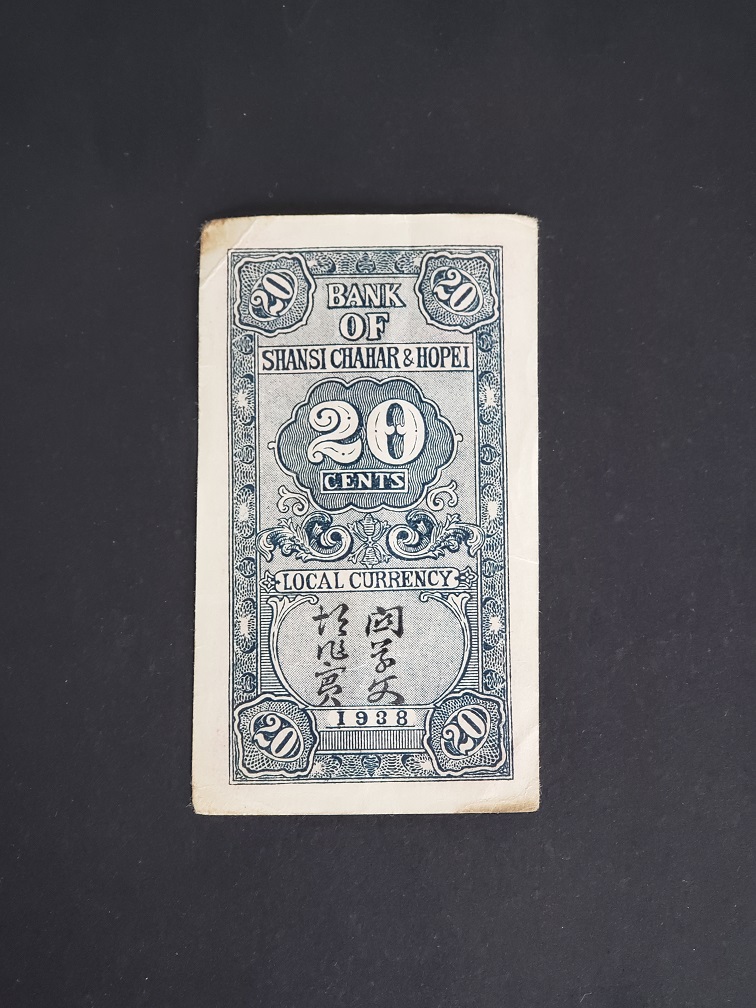 20
20
BANK
OF
SHANSI CHAHAR & HOPEI
20
CENTS
LOCAL CURRENCY
1938
20
20